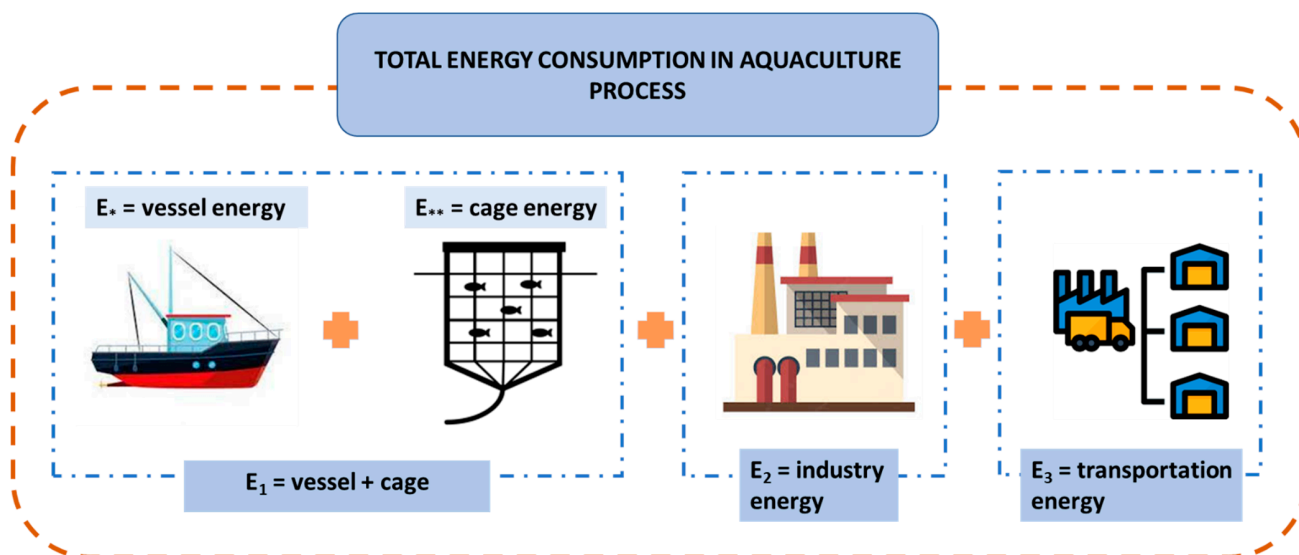 TOTAL ENERGY CONSUMPTION IN AQUACULTURE
PROCESS
E* = vessel energy
E** = cage energy
E₁ = vessel + cage
E₂ = industry
energy
E₃ = transportation
energy